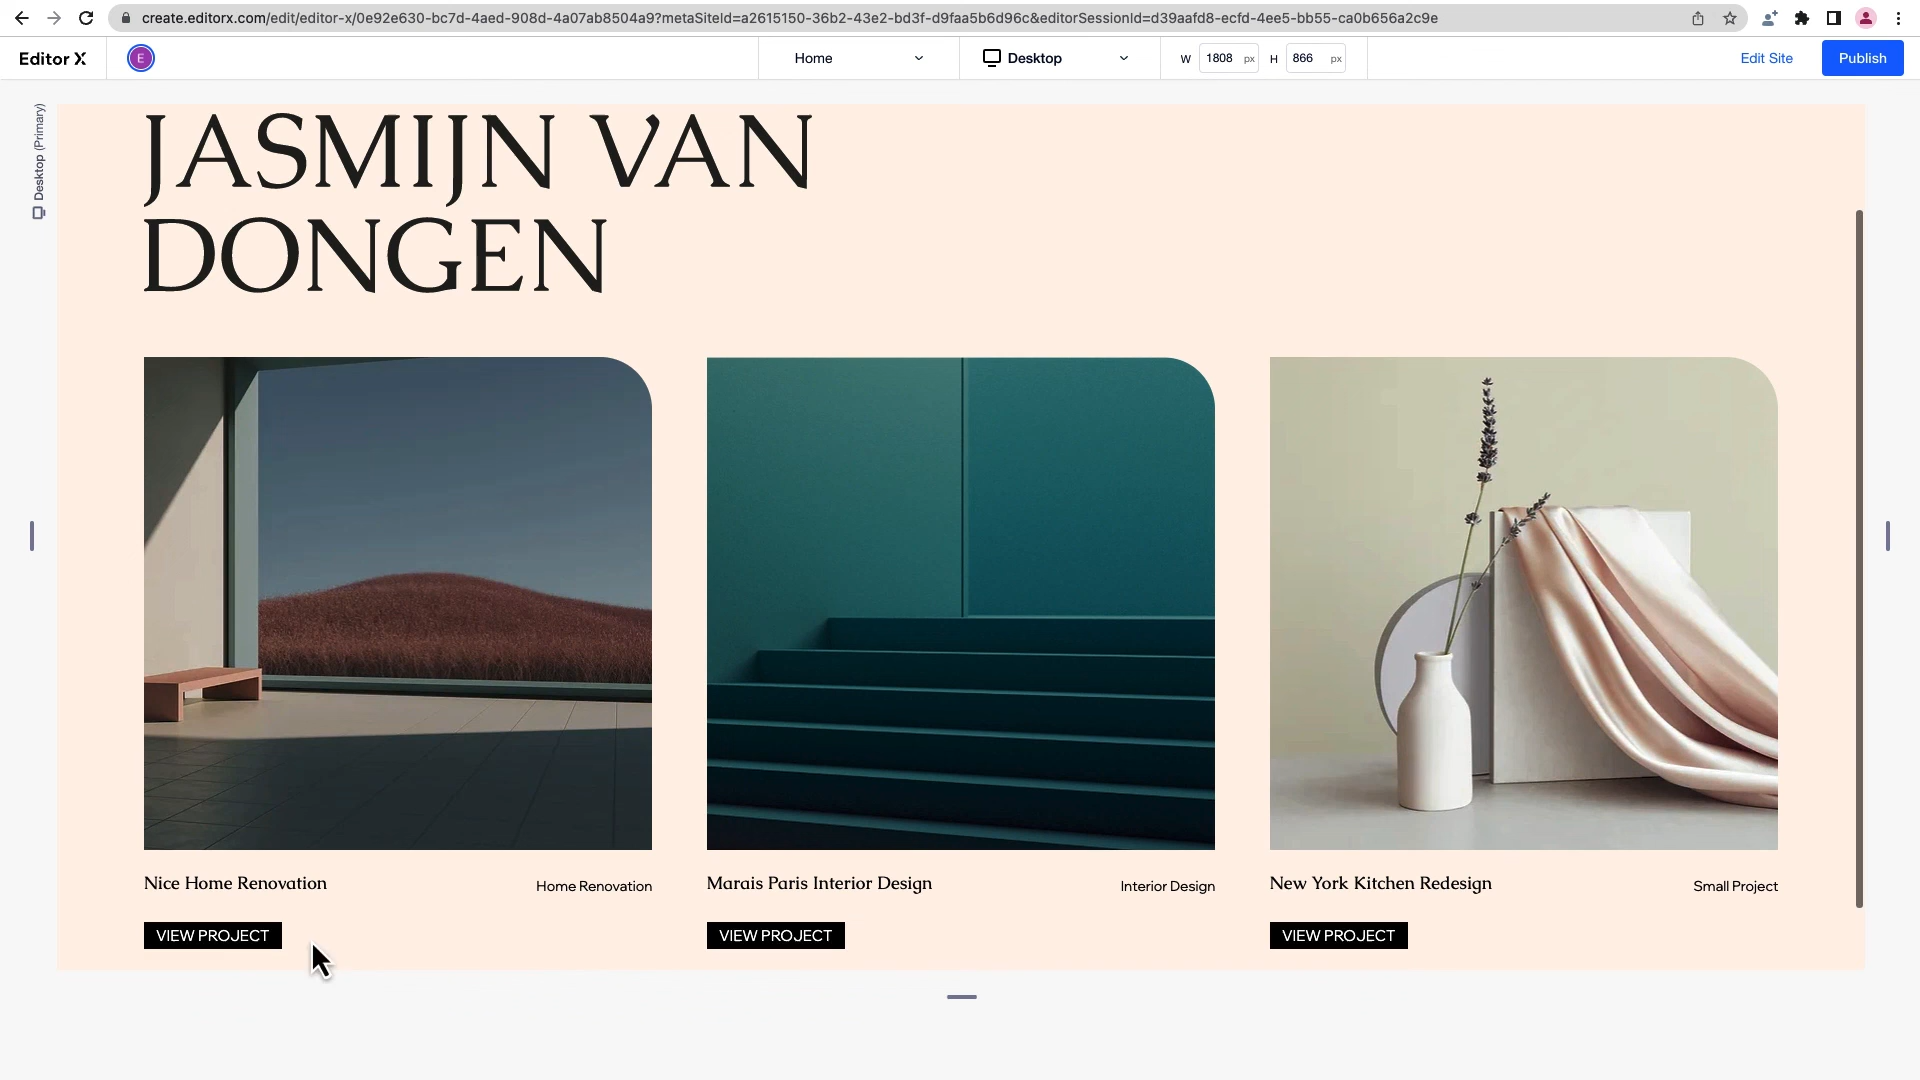 create.editorx.com/edit/editor-x/0e92e630-bc7d-4aed-908d-4a07ab8504a9?metaSiteId=a2615150-36b2-43e2-bd3f-d9faa5b6d96c&editorSessionId=d39aafd8-ecfd-4ee5-bb55-ca0b656a2c9e
Editor X
E
Home
Desktop
W 1808 px H 866 px
Edit Site
Publish
Desktop (Primary)
JASMIJN VAN
DONGEN
Nice Home Renovation
Home Renovation
VIEW PROJECT
Marais Paris Interior Design
Interior Design
VIEW PROJECT
New York Kitchen Redesign
Small Project
VIEW PROJECT